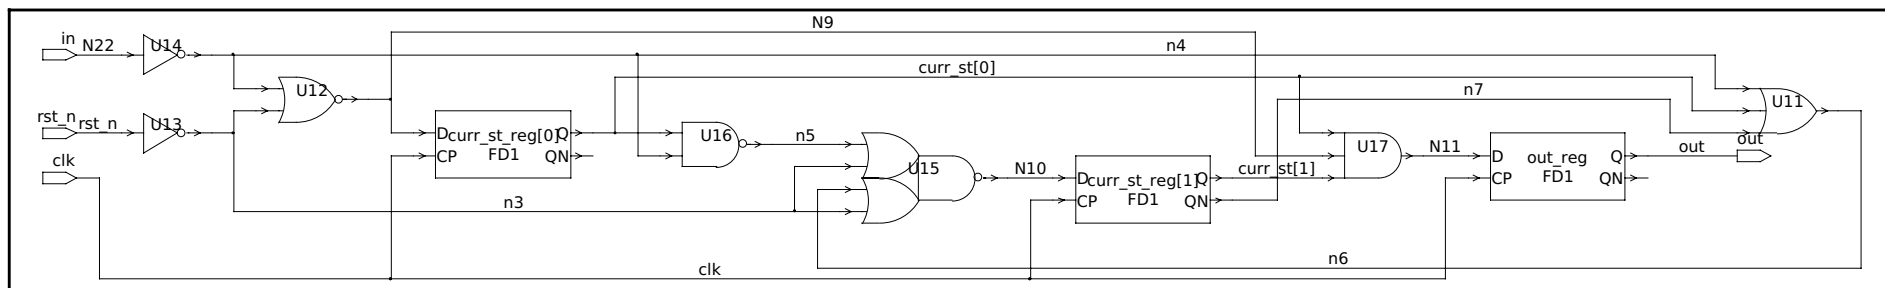 N9
in
N22
U14
n4
curr_st[0]
U12
n7
U11
rst_n
rst_n
U13
D
curr_st_reg[0]
Q
CP
FD1
QN
U16
n5
U17
N11
D
out_reg
Q
out
out
CP
FD1
QN
clk
U15
N10
D
curr_st_reg[1]
Q
curr_st[1]
CP
FD1
QN
n3
clk
n6